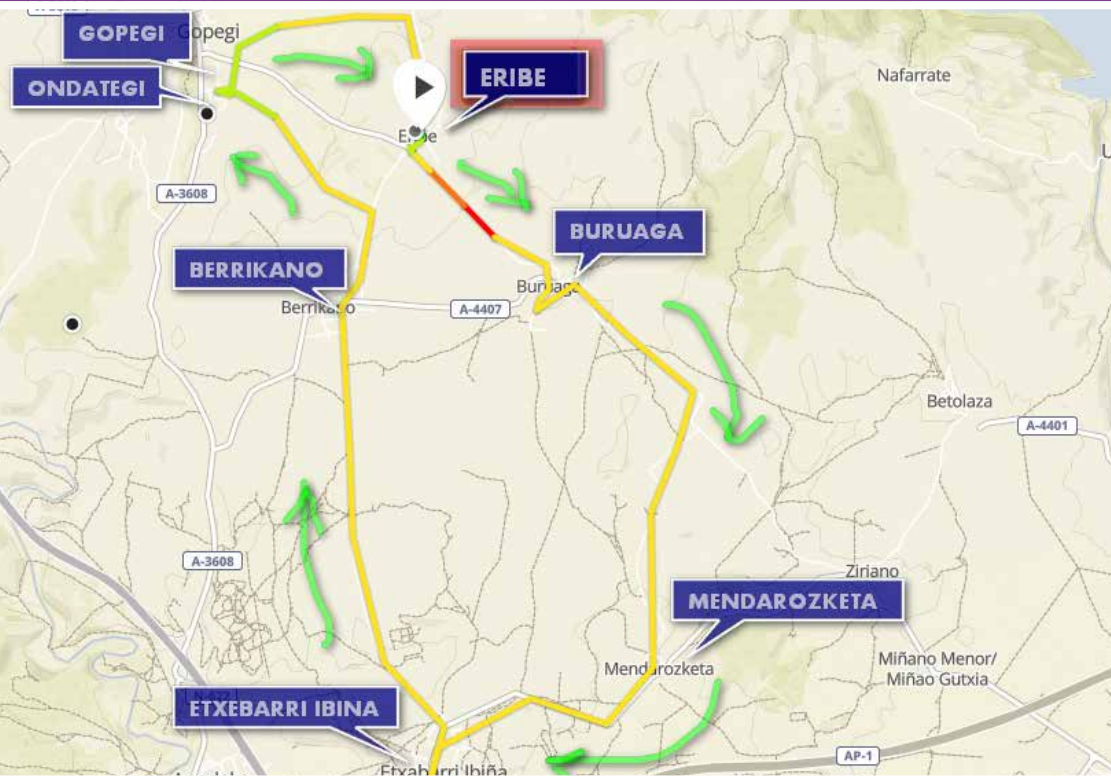 GOPEGI
Gopegi
ONDATEGI
ERIBE
Nafarrate
A-3608
BURUAGA
BERRIKANO
Buruaga
Berrikano
A-4407
Betolaza
A-4401
A-3608
Ziriano
MENDAROZKETA
Mendarozketa
Miñano Menor/
Miñao Gutxia
N-622
ETXEBARRI IBINA
AP-1
Etxabarri Ibiña